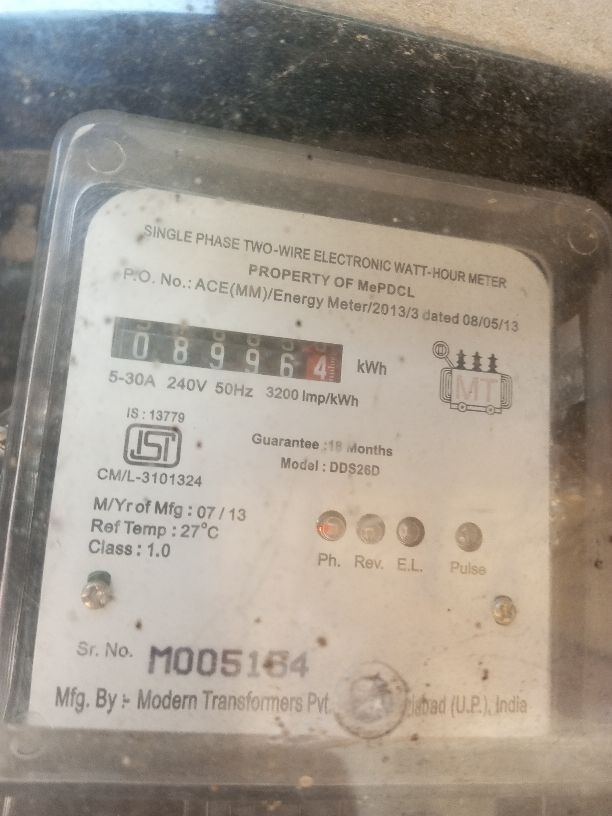 SINGLE PHASE TWO-WIRE ELECTRONIC WATT-HOUR METER
PROPERTY OF MePDCL
P.O. No.: ACE(MM)/Energy Meter/2013/3 dated 08/05/13
089964 kWh
5-30A 240V 50Hz 3200 Imp/kWh
MT
IS : 13779
ISI
CM/L-3101324
Guarantee :18 Months
Model : DDS26D
M/Yr of Mfg : 07 / 13
Ref Temp : 27°C
Class : 1.0
Ph. Rev. E.L. Pulse
Sr. No. M005164
Mfg. By :- Modern Transformers Pvt. (U.P.), India